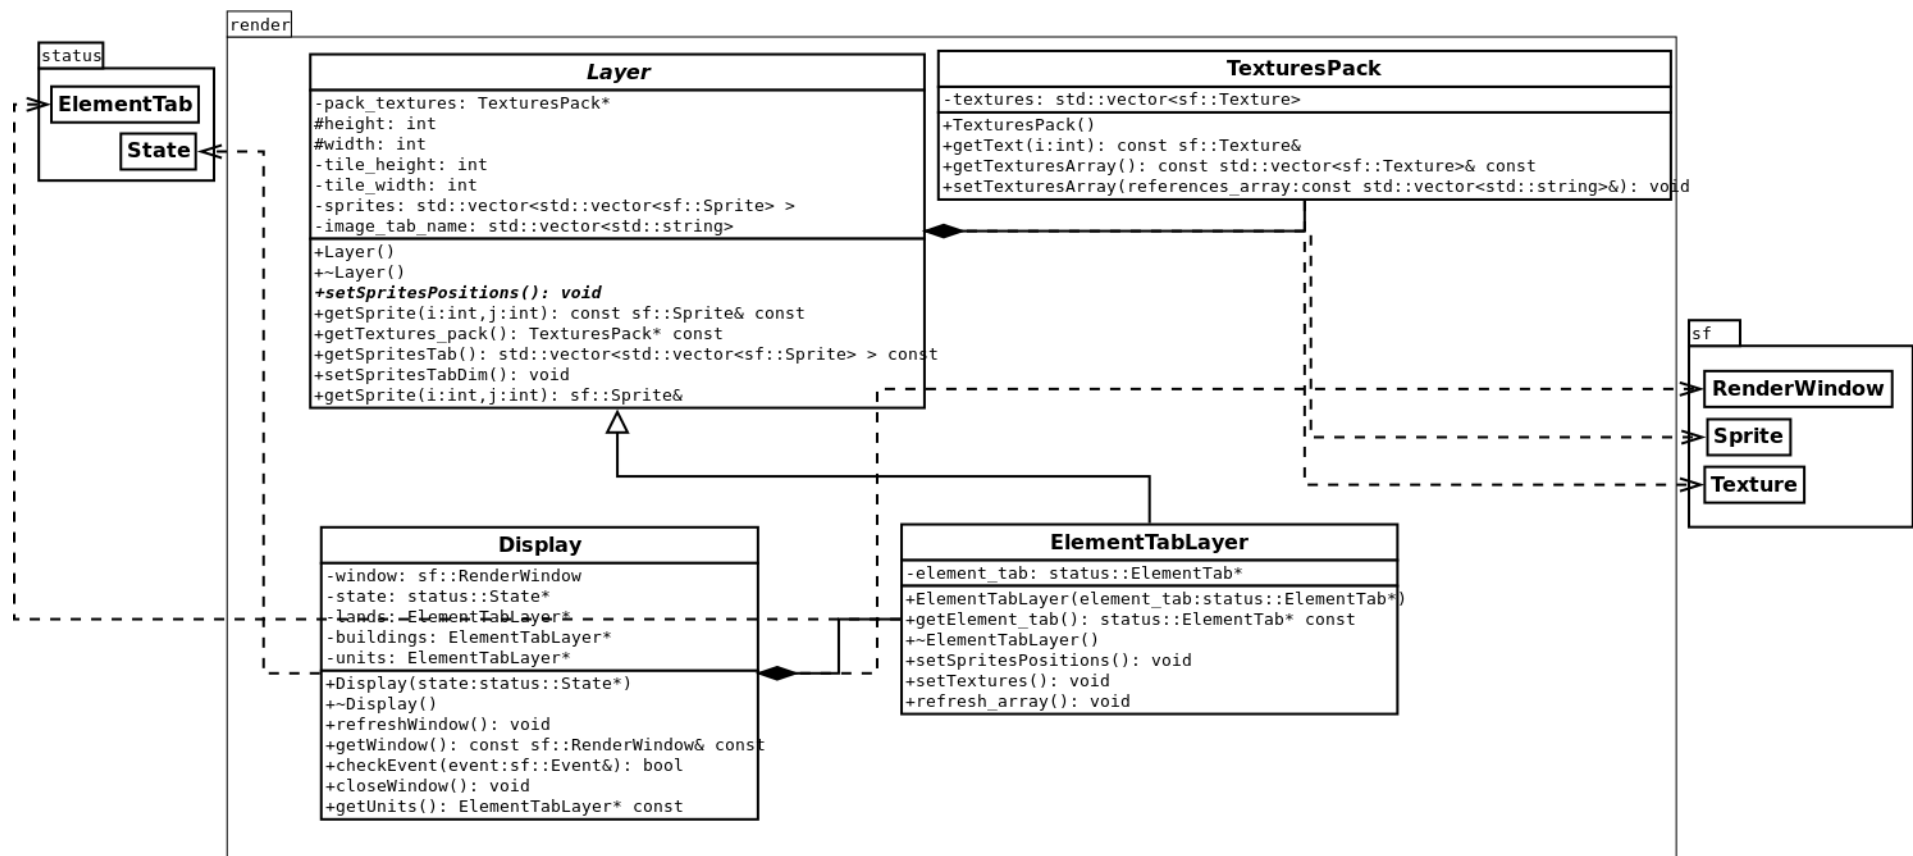 render
status
ElementTab
State
Layer
-pack_textures: TexturesPack*
#height: int
#width: int
-tile_height: int
-tile_width: int
-sprites: std::vector<std::vector<sf::Sprite> >
-image_tab_name: std::vector<std::string>
+Layer()
+~Layer()
+setSpritesPositions(): void
+getSprite(i:int,j:int): const sf::Sprite& const
+getTextures_pack(): TexturesPack* const
+getSpritesTab(): std::vector<std::vector<sf::Sprite> > const
+setSpritesTabDim(): void
+getSprite(i:int,j:int): sf::Sprite&
TexturesPack
-textures: std::vector<sf::Texture>
+TexturesPack()
+getText(i:int): const sf::Texture&
+getTexturesArray(): const std::vector<sf::Texture>& const
+setTexturesArray(references_array:const std::vector<std::string>&): void
sf
RenderWindow
Sprite
Texture
Display
-window: sf::RenderWindow
-state: status::State*
-lands: ElementTabLayer*
-buildings: ElementTabLayer*
-units: ElementTabLayer*
+Display(state:status::State*)
+~Display()
+refreshWindow(): void
+getWindow(): const sf::RenderWindow& const
+checkEvent(event:sf::Event&): bool
+closeWindow(): void
+getUnits(): ElementTabLayer* const
ElementTabLayer
-element_tab: status::ElementTab*
+ElementTabLayer(element_tab:status::ElementTab*)
+getElement_tab(): status::ElementTab* const
+~ElementTabLayer()
+setSpritesPositions(): void
+setTextures(): void
+refresh_array(): void